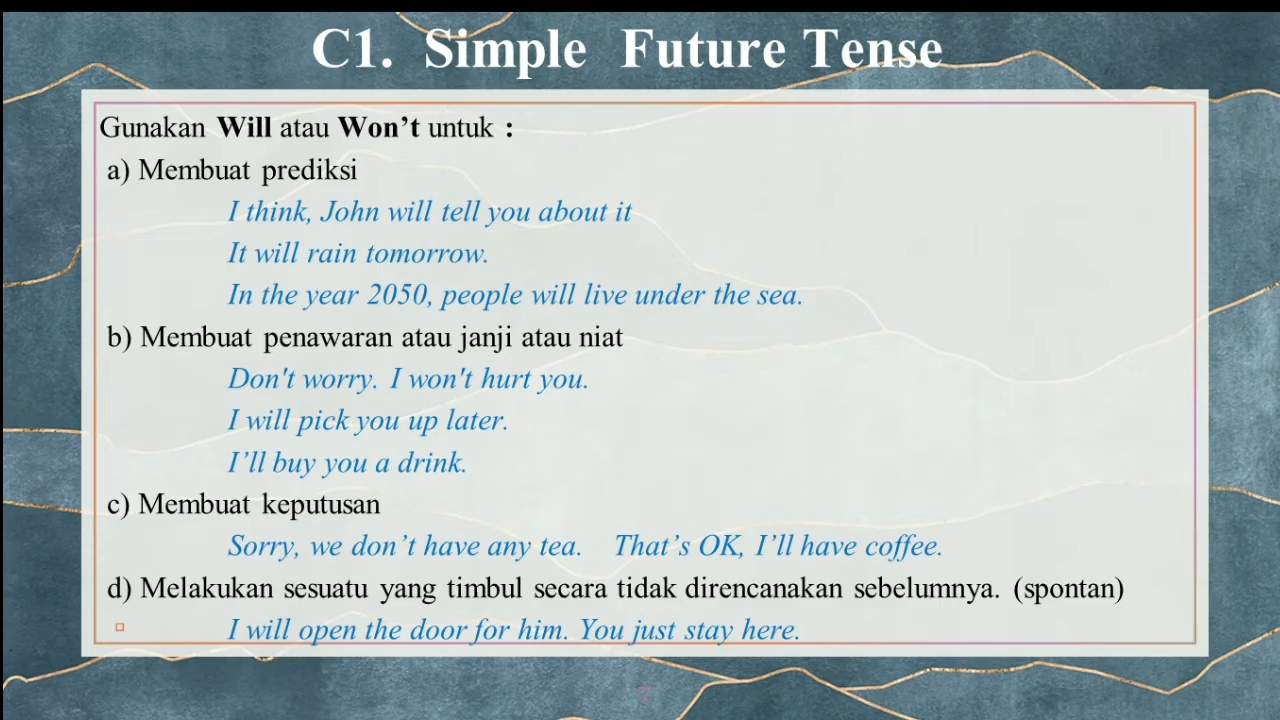 C1. Simple Future Tense
Gunakan Will atau Won’t untuk :
a) Membuat prediksi
I think, John will tell you about it
It will rain tomorrow.
In the year 2050, people will live under the sea.
b) Membuat penawaran atau janji atau niat
Don't worry. I won't hurt you.
I will pick you up later.
I’ll buy you a drink.
c) Membuat keputusan
Sorry, we don’t have any tea. That’s OK, I’ll have coffee.
d) Melakukan sesuatu yang timbul secara tidak direncanakan sebelumnya. (spontan)
I will open the door for him. You just stay here.
7